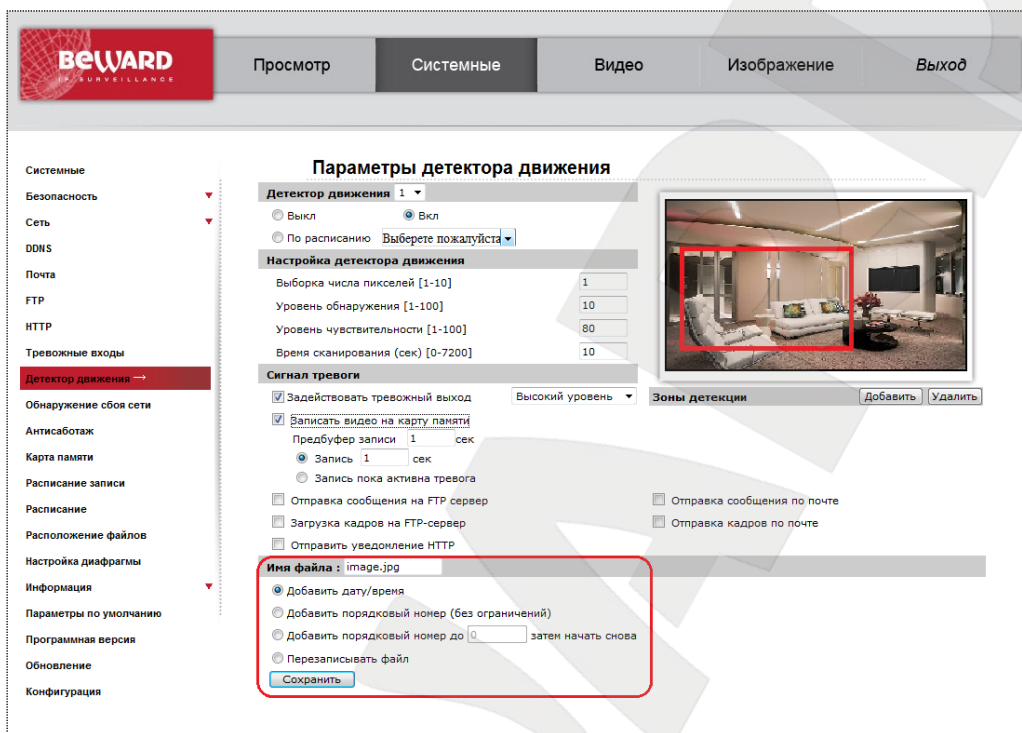 BEWARD
IP SURVEILLANCE
Просмотр
Системные
Видео
Изображение
Выход
Системные
Безопасность
Сеть
DDNS
Почта
FTP
HTTP
Тревожные входы
Детектор движения →
Обнаружение сбоя сети
Антисаботаж
Карта памяти
Расписание записи
Расписание
Расположение файлов
Настройка диафрагмы
Информация
Параметры по умолчанию
Программная версия
Обновление
Конфигурация
Параметры детектора движения
Детектор движения 1
Выкл Вкл
По расписанию Выберете пожалуйста
Настройка детектора движения
Выборка числа пикселей [1-10] 1
Уровень обнаружения [1-100] 10
Уровень чувствительности [1-100] 80
Время сканирования (сек) [0-7200] 10
Сигнал тревоги
Задействовать тревожный выход Высокий уровень
Зоны детекции Добавить Удалить
Записать видео на карту памяти
Предбуфер записи 1 сек
Запись 1 сек
Запись пока активна тревога
Отправка сообщения на FTP сервер Отправка сообщения по почте
Загрузка кадров на FTP-сервер Отправка кадров по почте
Отправить уведомление HTTP
Имя файла : image.jpg
Добавить дату/время
Добавить порядковый номер (без ограничений)
Добавить порядковый номер до 0 затем начать снова
Перезаписывать файл
Сохранить